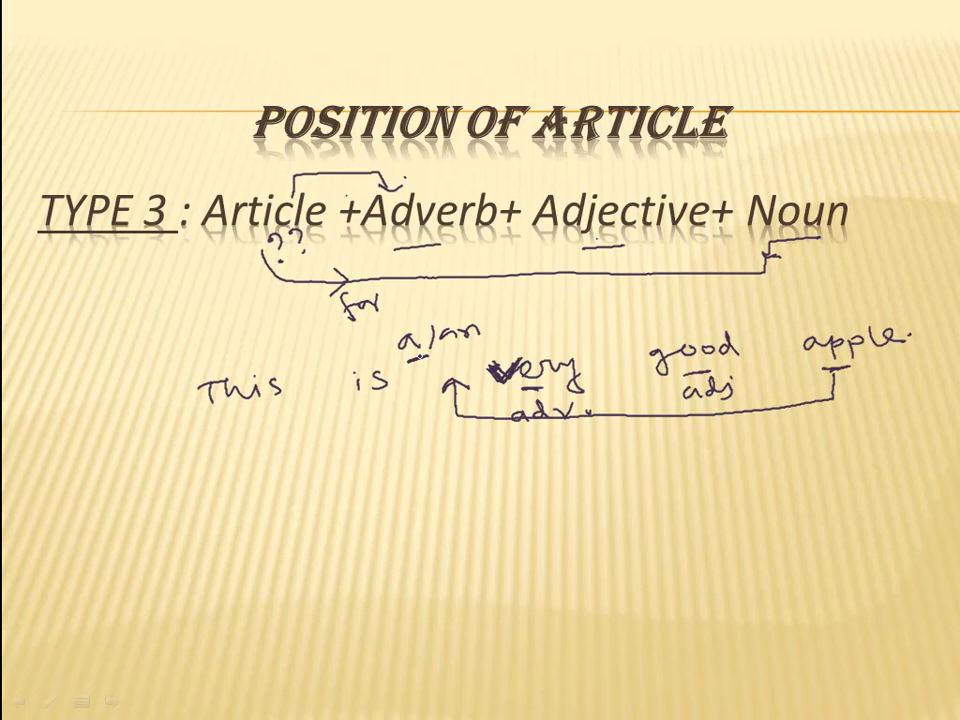 POSITION OF ARTICLE
TYPE 3 : Article +Adverb+ Adjective+ Noun
??
for
a/an
This is very good apple.
adv. adj